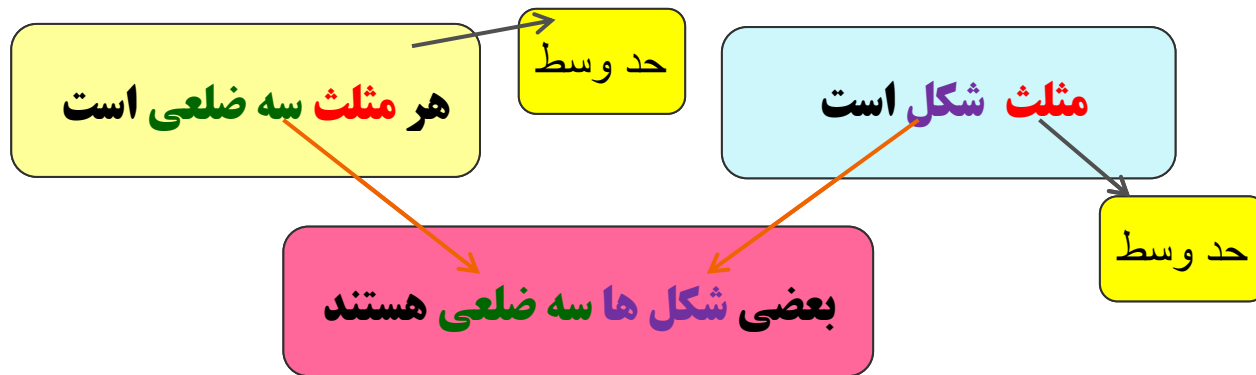 مثلث شکل است
حد وسط
هر مثلث سه ضلعی است
حد وسط
بعضی شکل ها سه ضلعی هستند